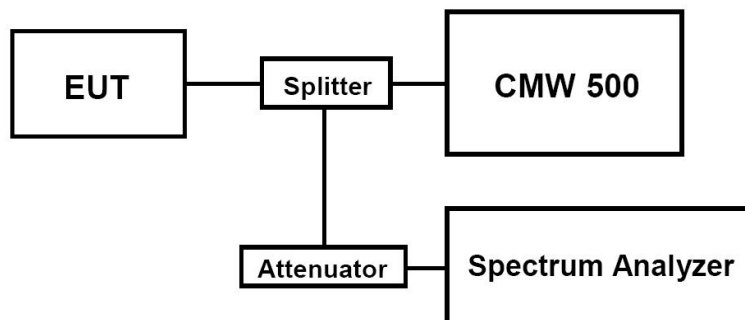 EUT
Splitter
CMW 500
Attenuator
Spectrum Analyzer